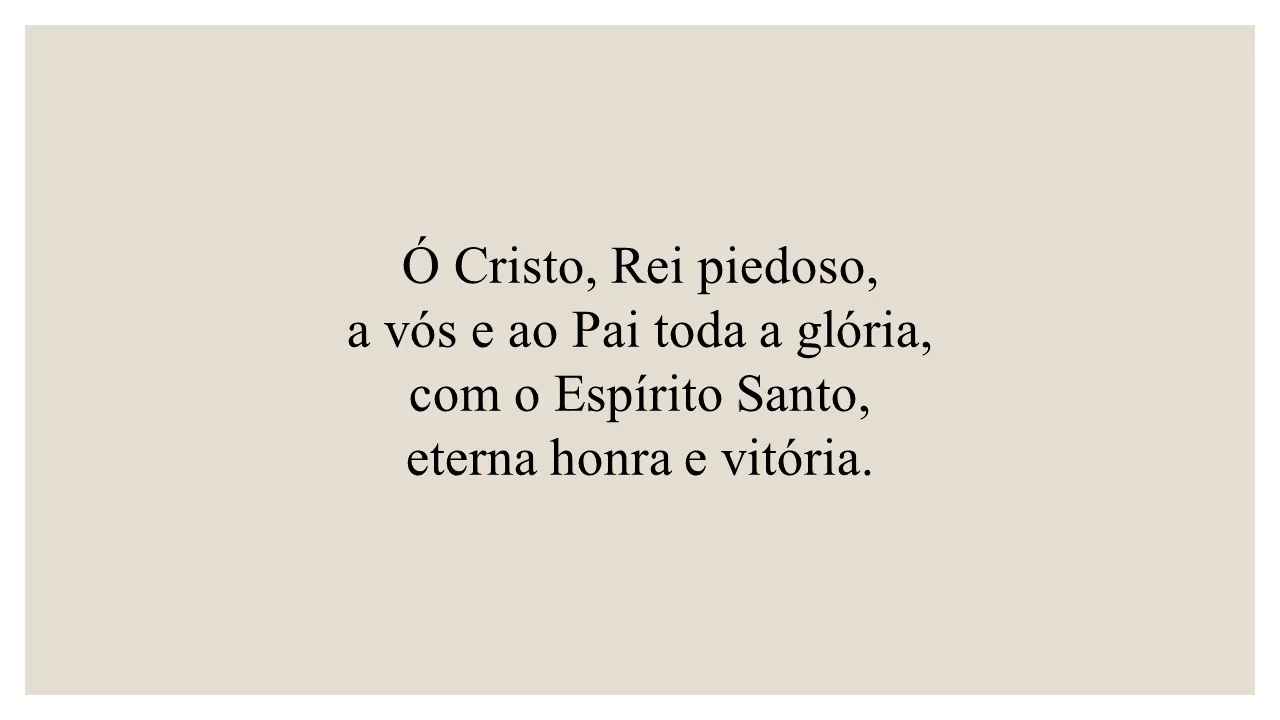 Ó Cristo, Rei piedoso,
a vós e ao Pai toda a glória,
com o Espírito Santo,
eterna honra e vitória.